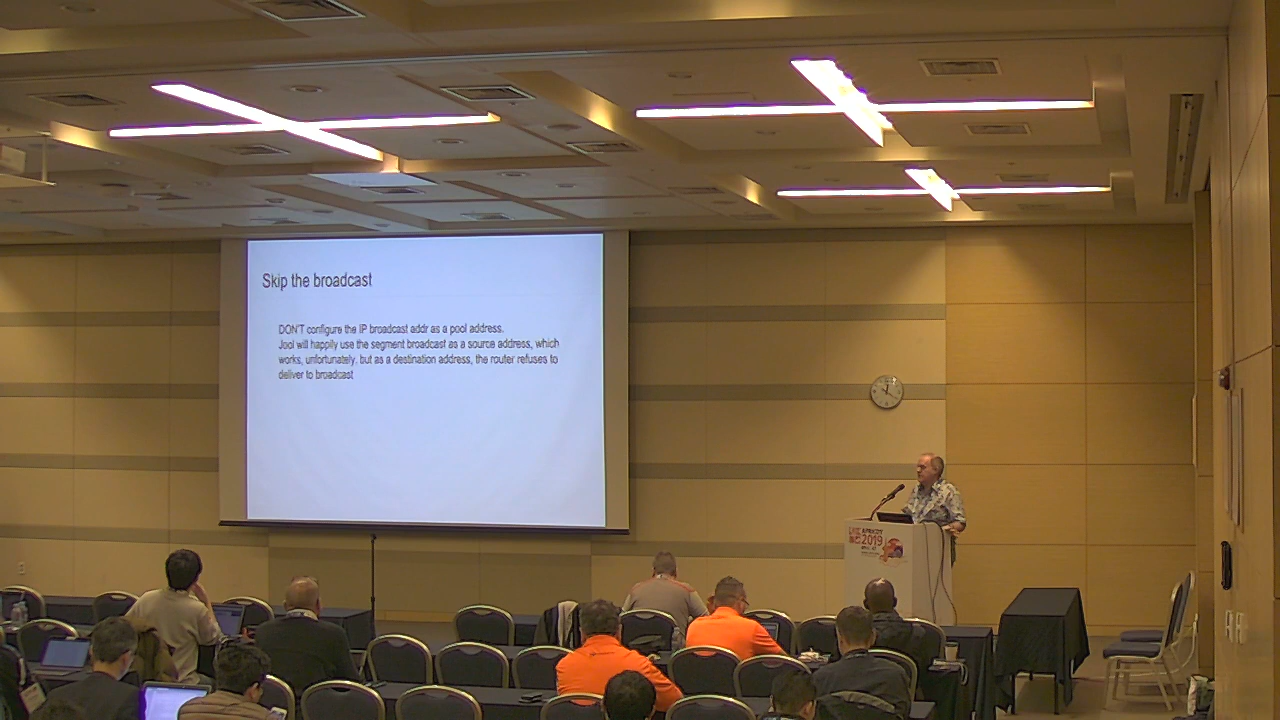 Skip the broadcast
DON'T configure the IP broadcast addr as a pool address.
Jool will happily use the segment broadcast as a source address, which
works, unfortunately, but as a destination address, the router refuses to
deliver to broadcast
APRICOT
2019